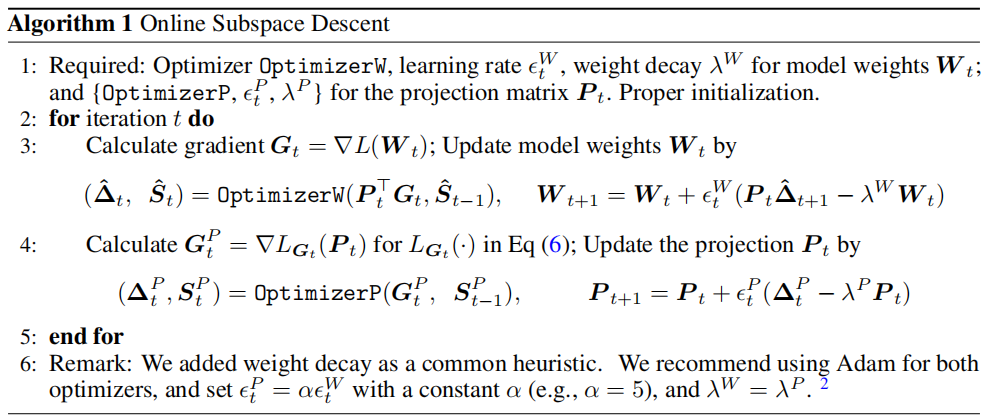 Algorithm 1 Online Subspace Descent
1: Required: Optimizer OptimizerW, learning rate $\epsilon_t^W$, weight decay $\lambda^W$ for model weights $\boldsymbol{W}_t$;
and {OptimizerP, $\epsilon_t^P$, $\lambda^P$} for the projection matrix $\boldsymbol{P}_t$. Proper initialization.
2: for iteration $t$ do
3: Calculate gradient $\boldsymbol{G}_t = \nabla L(\boldsymbol{W}_t)$; Update model weights $\boldsymbol{W}_t$ by
$(\hat{\boldsymbol{\Delta}}_t, \ \hat{\boldsymbol{S}}_t) = \texttt{OptimizerW}(\boldsymbol{P}_t^\top \boldsymbol{G}_t, \hat{\boldsymbol{S}}_{t-1}), \quad \boldsymbol{W}_{t+1} = \boldsymbol{W}_t + \epsilon_t^W (\boldsymbol{P}_t \hat{\boldsymbol{\Delta}}_{t+1} - \lambda^W \boldsymbol{W}_t)$
4: Calculate $\boldsymbol{G}_t^P = \nabla L_{\boldsymbol{G}_t}(\boldsymbol{P}_t)$ for $L_{\boldsymbol{G}_t}(\cdot)$ in Eq (6); Update the projection $\boldsymbol{P}_t$ by
$(\boldsymbol{\Delta}_t^P, \boldsymbol{S}_t^P) = \texttt{OptimizerP}(\boldsymbol{G}_t^P, \ \boldsymbol{S}_{t-1}^P), \quad \boldsymbol{P}_{t+1} = \boldsymbol{P}_t + \epsilon_t^P (\boldsymbol{\Delta}_t^P - \lambda^P \boldsymbol{P}_t)$
5: end for
6: Remark: We added weight decay as a common heuristic. We recommend using Adam for both
optimizers, and set $\epsilon_t^P = \alpha \epsilon_t^W$ with a constant $\alpha$ (e.g., $\alpha = 5$), and $\lambda^W = \lambda^P$. $^2$